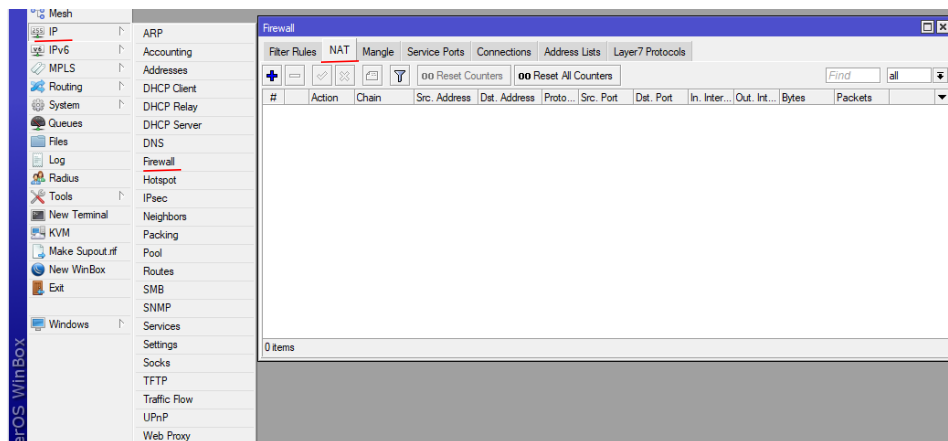 Mesh
IP
IPv6
MPLS
Routing
System
Queues
Files
Log
Radius
Tools
New Terminal
KVM
Make Supout.rif
New WinBox
Exit
Windows
ARP
Accounting
Addresses
DHCP Client
DHCP Relay
DHCP Server
DNS
Firewall
Hotspot
IPsec
Neighbors
Packing
Pool
Routes
SMB
SNMP
Services
Settings
Socks
TFTP
Traffic Flow
UPnP
Web Proxy
Firewall
Filter Rules NAT Mangle Service Ports Connections Address Lists Layer7 Protocols
00 Reset Counters 00 Reset All Counters Find all
# Action Chain Src. Address Dst. Address Proto... Src. Port Dst. Port In. Inter... Out. Int... Bytes Packets
0 items
erOS WinBox